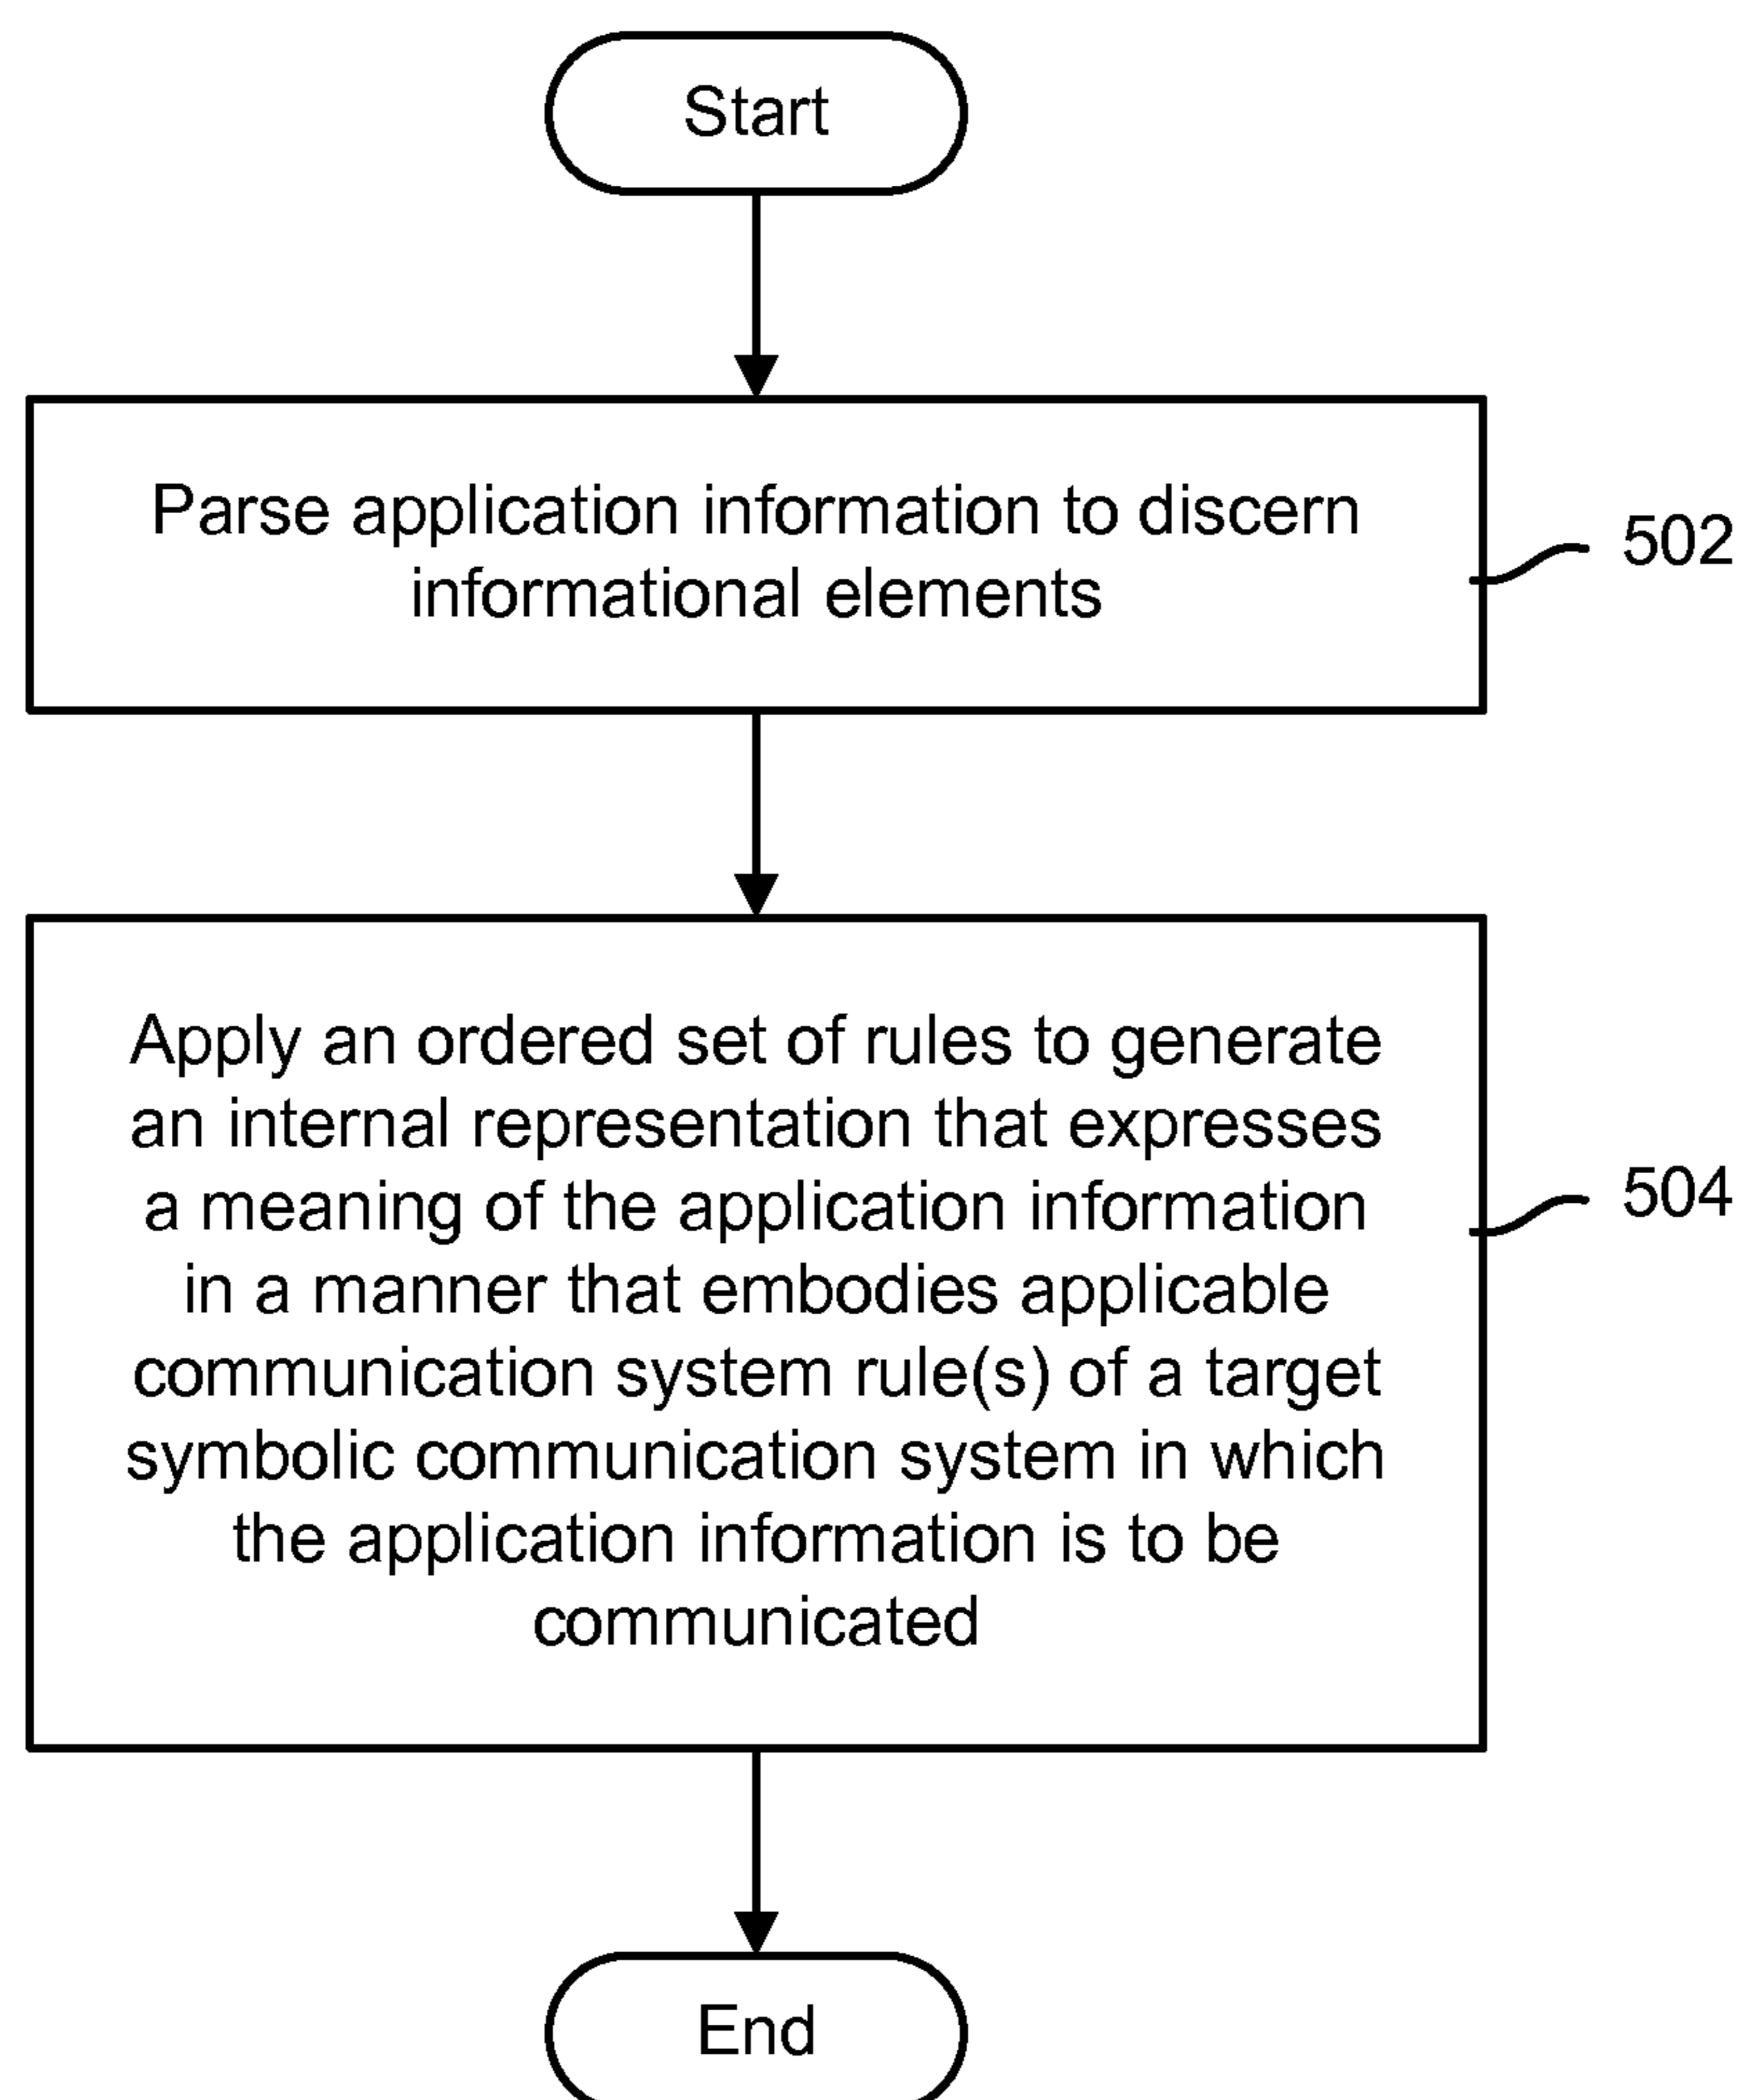 Start
Parse application information to discern
informational elements
502
Apply an ordered set of rules to generate
an internal representation that expresses
a meaning of the application information
in a manner that embodies applicable
communication system rule(s) of a target
symbolic communication system in which
the application information is to be
communicated
504
End